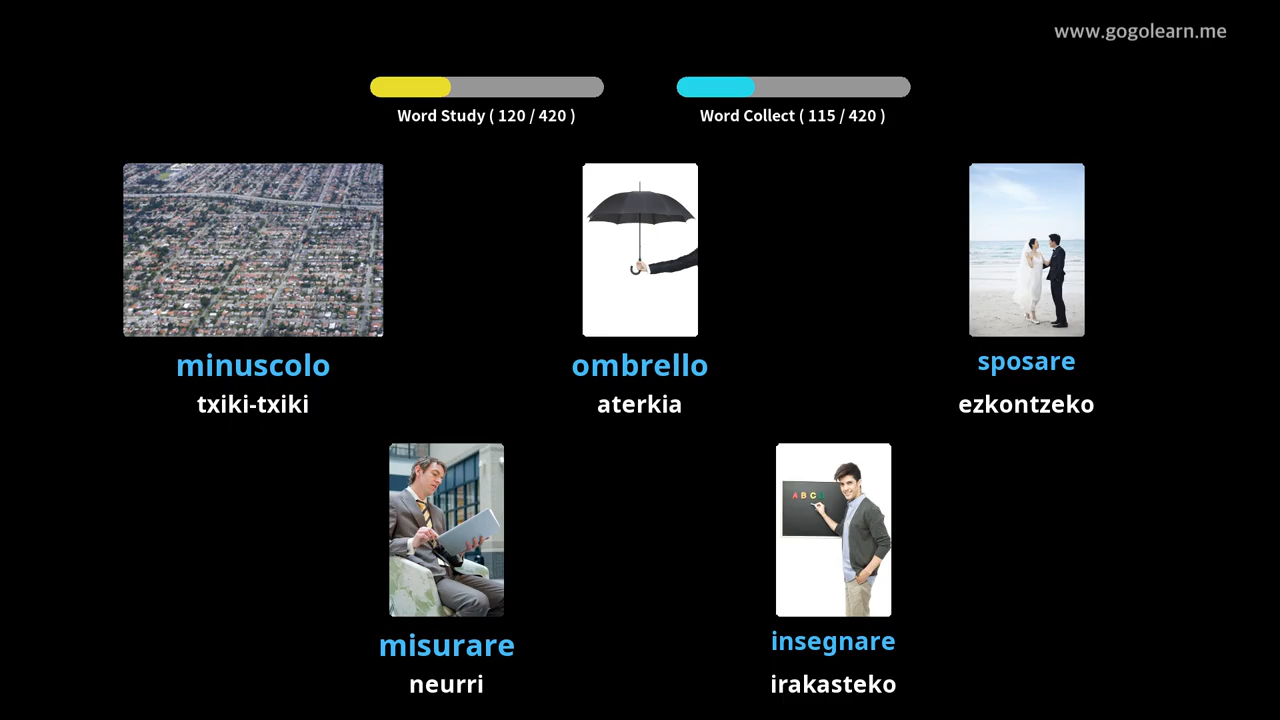 www.gogolearn.me
Word Study ( 120 / 420 )
Word Collect ( 115 / 420 )
minuscolo
txiki-txiki
ombrello
aterkia
sposare
ezkontzeko
A B C
misurare
neurri
insegnare
irakasteko